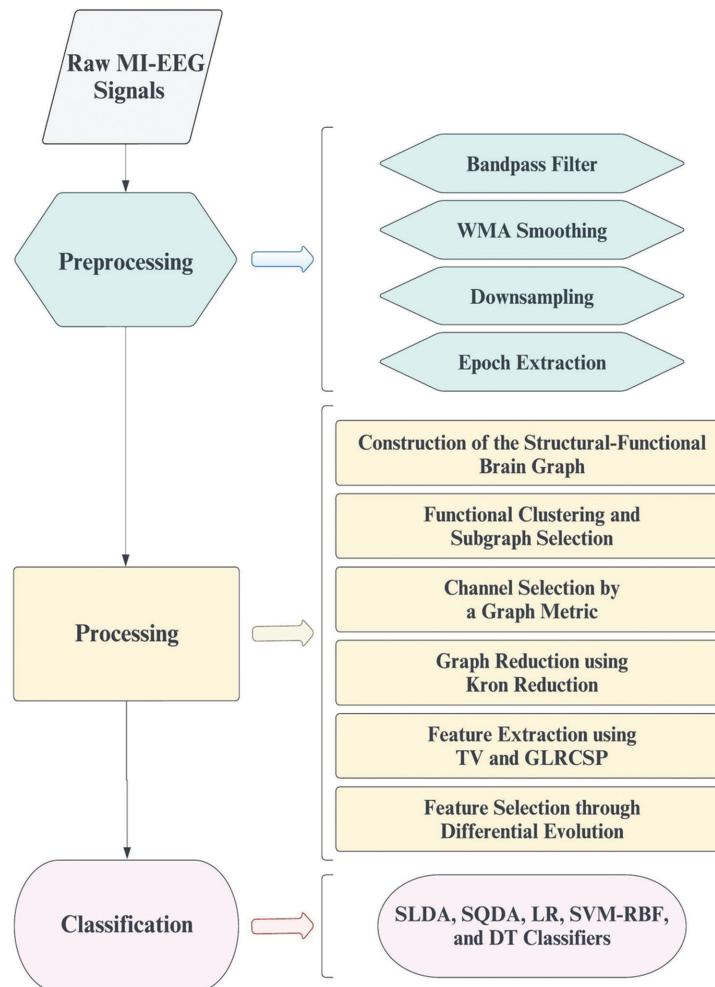 Raw MI-EEG
Signals
Preprocessing
Bandpass Filter
WMA Smoothing
Downsampling
Epoch Extraction
Processing
Construction of the Structural-Functional
Brain Graph
Functional Clustering and
Subgraph Selection
Channel Selection by
a Graph Metric
Graph Reduction using
Kron Reduction
Feature Extraction using
TV and GLRCSP
Feature Selection through
Differential Evolution
Classification
SLDA, SQDA, LR, SVM-RBF,
and DT Classifiers